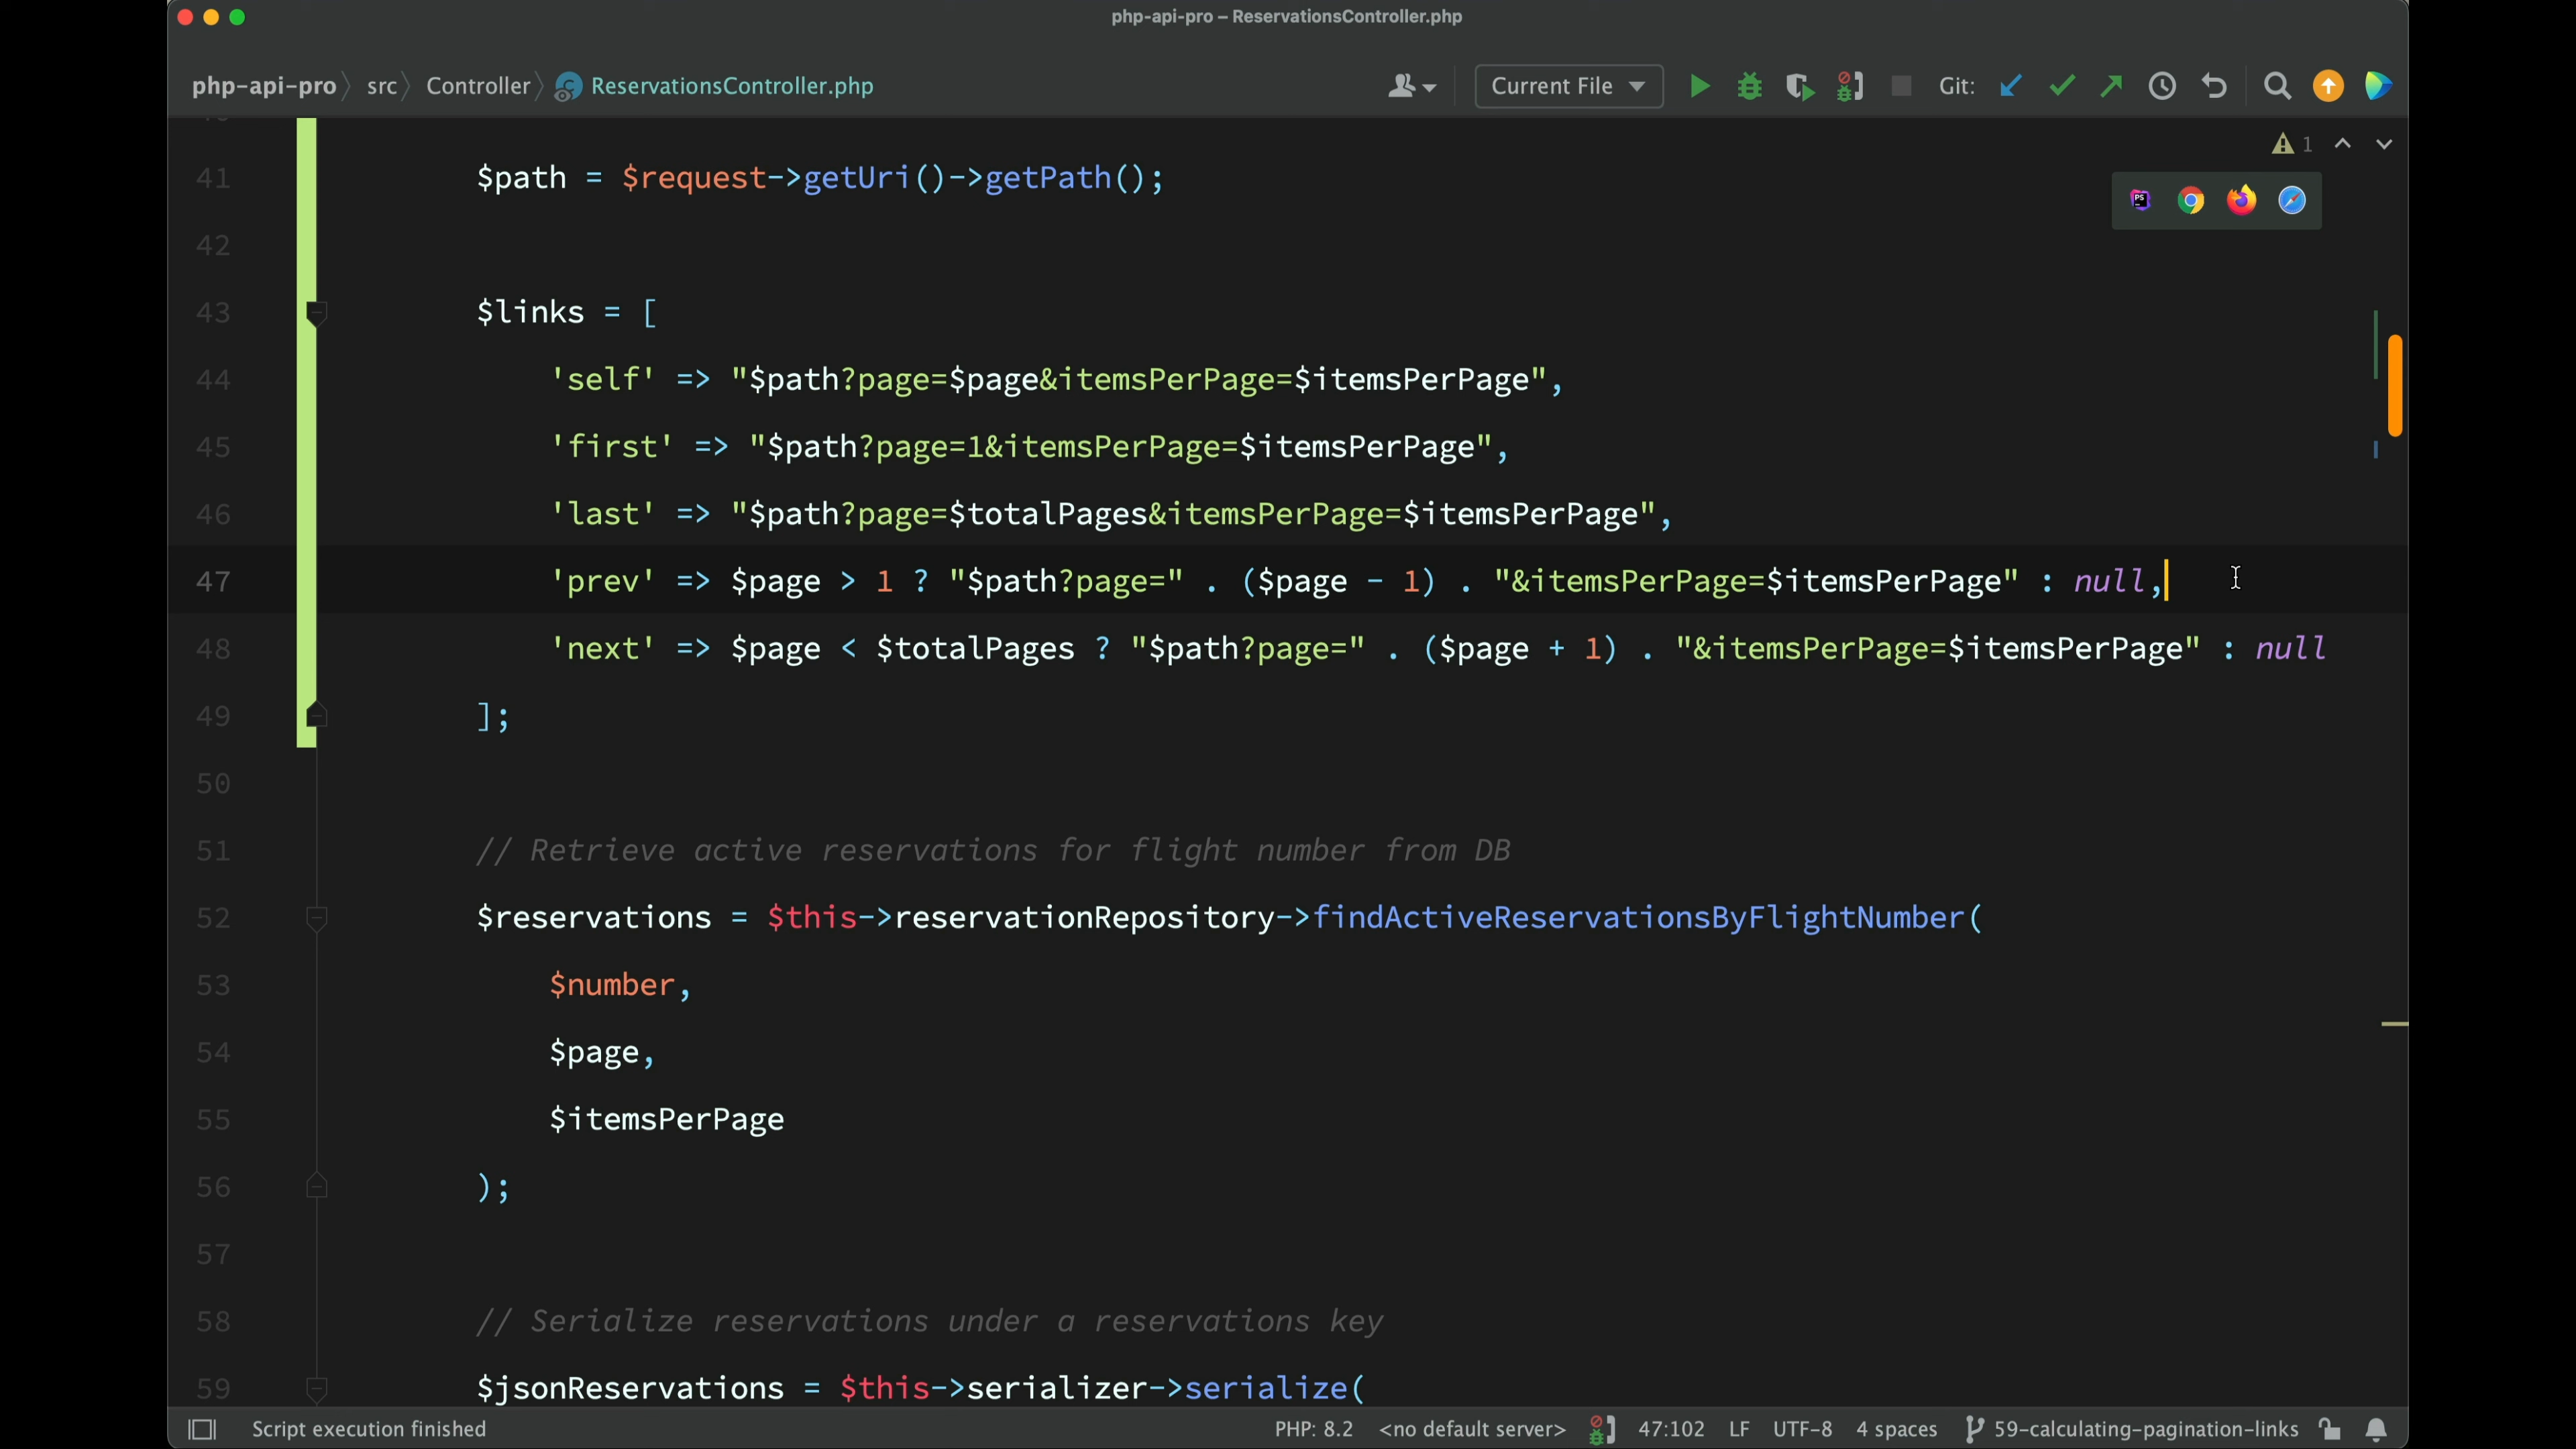 php-api-pro – ReservationsController.php
php-api-pro src Controller ReservationsController.php Current File Git:
1
41 $path = $request->getUri()->getPath();
PS
42
43 $links = [
44 'self' => "$path?page=$page&itemsPerPage=$itemsPerPage",
45 'first' => "$path?page=1&itemsPerPage=$itemsPerPage",
46 'last' => "$path?page=$totalPages&itemsPerPage=$itemsPerPage",
47 'prev' => $page > 1 ? "$path?page=" . ($page - 1) . "&itemsPerPage=$itemsPerPage" : null,
48 'next' => $page < $totalPages ? "$path?page=" . ($page + 1) . "&itemsPerPage=$itemsPerPage" : null
49 ];
50
51 // Retrieve active reservations for flight number from DB
52 $reservations = $this->reservationRepository->findActiveReservationsByFlightNumber(
53 $number,
54 $page,
55 $itemsPerPage
56 );
57
58 // Serialize reservations under a reservations key
59 $jsonReservations = $this->serializer->serialize(
Script execution finished PHP: 8.2 <no default server> 47:102 LF UTF-8 4 spaces 59-calculating-pagination-links